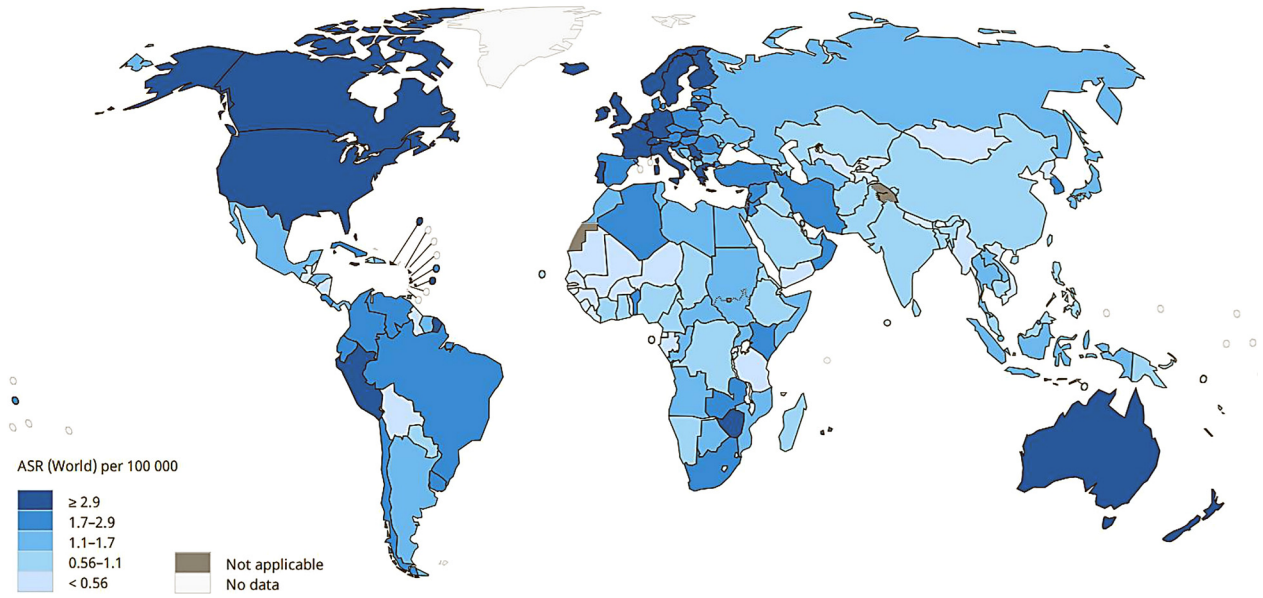 ASR (World) per 100 000
≥ 2.9
1.7–2.9
1.1–1.7
0.56–1.1
< 0.56
Not applicable
No data